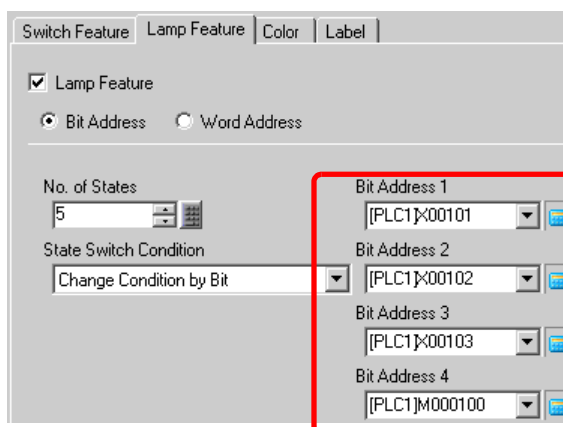 Switch Feature Lamp Feature Color Label
Lamp Feature
Bit Address Word Address
No. of States
5
State Switch Condition
Change Condition by Bit
Bit Address 1
[PLC1]X00101
Bit Address 2
[PLC1]X00102
Bit Address 3
[PLC1]X00103
Bit Address 4
[PLC1]M000100